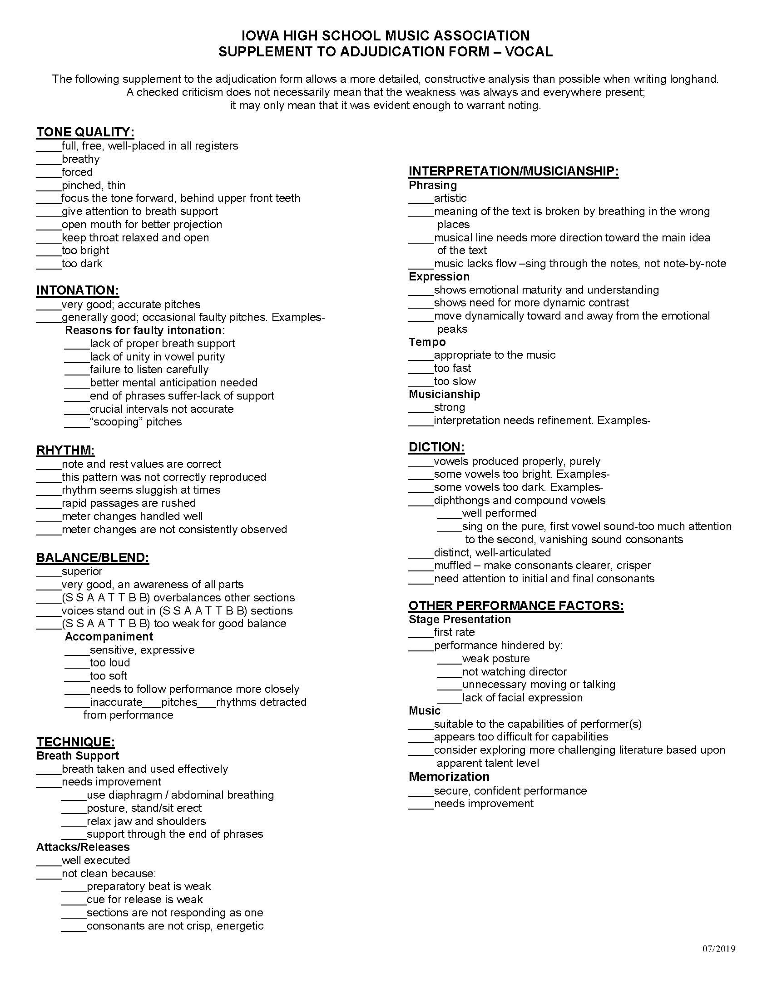 IOWA HIGH SCHOOL MUSIC ASSOCIATION
SUPPLEMENT TO ADJUDICATION FORM – VOCAL
The following supplement to the adjudication form allows a more detailed, constructive analysis than possible when writing longhand.
A checked criticism does not necessarily mean that the weakness was always and everywhere present;
it may only mean that it was evident enough to warrant noting.
TONE QUALITY:
____full, free, well-placed in all registers
____breathy
____forced
____pinched, thin
____focus the tone forward, behind upper front teeth
____give attention to breath support
____open mouth for better projection
____keep throat relaxed and open
____too bright
____too dark
INTONATION:
____very good; accurate pitches
____generally good; occasional faulty pitches. Examples-
Reasons for faulty intonation:
____lack of proper breath support
____lack of unity in vowel purity
____failure to listen carefully
____better mental anticipation needed
____end of phrases suffer-lack of support
____crucial intervals not accurate
____“scooping” pitches
RHYTHM:
____note and rest values are correct
____this pattern was not correctly reproduced
____rhythm seems sluggish at times
____rapid passages are rushed
____meter changes handled well
____meter changes are not consistently observed
BALANCE/BLEND:
____superior
____very good, an awareness of all parts
____(S S A A T T B B) overbalances other sections
____voices stand out in (S S A A T T B B) sections
____(S S A A T T B B) too weak for good balance
Accompaniment
____sensitive, expressive
____too loud
____too soft
____needs to follow performance more closely
____inaccurate___pitches___rhythms detracted
from performance
TECHNIQUE:
Breath Support
____breath taken and used effectively
____needs improvement
____use diaphragm / abdominal breathing
____posture, stand/sit erect
____relax jaw and shoulders
____support through the end of phrases
Attacks/Releases
____well executed
____not clean because:
____preparatory beat is weak
____cue for release is weak
____sections are not responding as one
____consonants are not crisp, energetic
INTERPRETATION/MUSICIANSHIP:
Phrasing
____artistic
____meaning of the text is broken by breathing in the wrong
places
____musical line needs more direction toward the main idea
of the text
____music lacks flow –sing through the notes, not note-by-note
Expression
____shows emotional maturity and understanding
____shows need for more dynamic contrast
____move dynamically toward and away from the emotional
peaks
Tempo
____appropriate to the music
____too fast
____too slow
Musicianship
____strong
____interpretation needs refinement. Examples-
DICTION:
____vowels produced properly, purely
____some vowels too bright. Examples-
____some vowels too dark. Examples-
____diphthongs and compound vowels
____well performed
____sing on the pure, first vowel sound-too much attention
to the second, vanishing sound consonants
____distinct, well-articulated
____muffled – make consonants clearer, crisper
____need attention to initial and final consonants
OTHER PERFORMANCE FACTORS:
Stage Presentation
____first rate
____performance hindered by:
____weak posture
____not watching director
____unnecessary moving or talking
____lack of facial expression
Music
____suitable to the capabilities of performer(s)
____appears too difficult for capabilities
____consider exploring more challenging literature based upon
apparent talent level
Memorization
____secure, confident performance
____needs improvement
07/2019